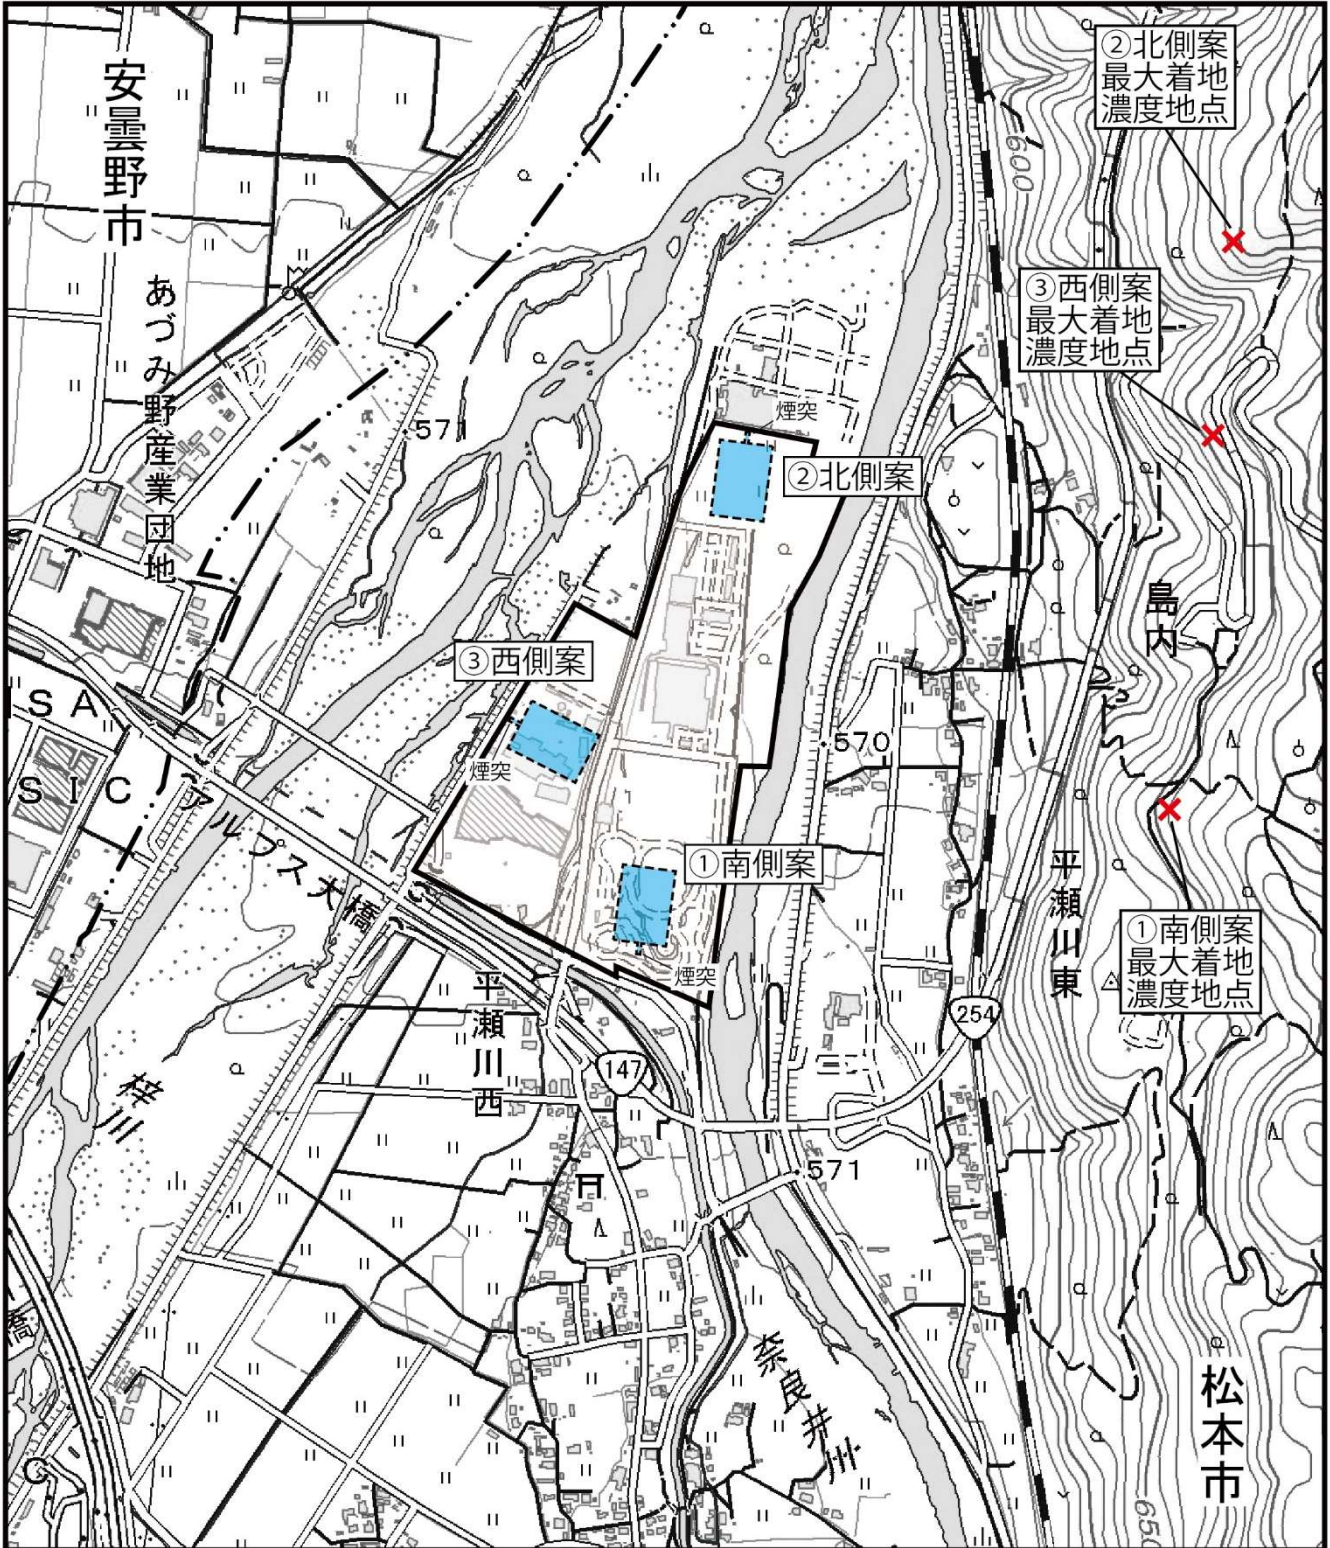 安曇野市
あづみ野産業団地
②北側案
最大着地
濃度地点
600
③西側案
最大着地
濃度地点
煙突
571
②北側案
島内
③西側案
SA
SIC
アルプス大橋
煙突
570
①南側案
平瀬川東
①南側案
最大着地
濃度地点
煙突
254
平瀬川西
147
梓川
571
奈良井川
松本市
橋
C
650